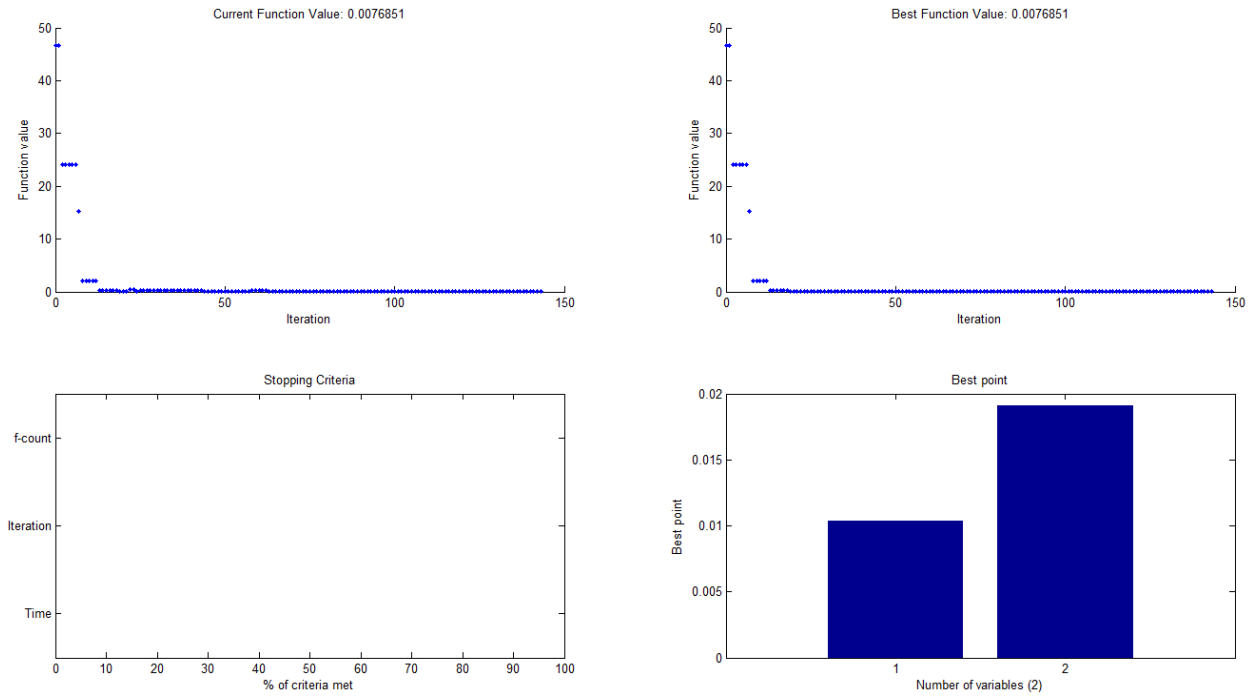 Current Function Value: 0.0076851
50
40
30
20
10
0
Function value
0 50 100 150
Iteration
Best Function Value: 0.0076851
50
40
30
20
10
0
Function value
0 50 100 150
Iteration
Stopping Criteria
f-count
Iteration
Time
0 10 20 30 40 50 60 70 80 90 100
% of criteria met
Best point
0.02
0.015
0.01
0.005
0
Best point
1 2
Number of variables (2)